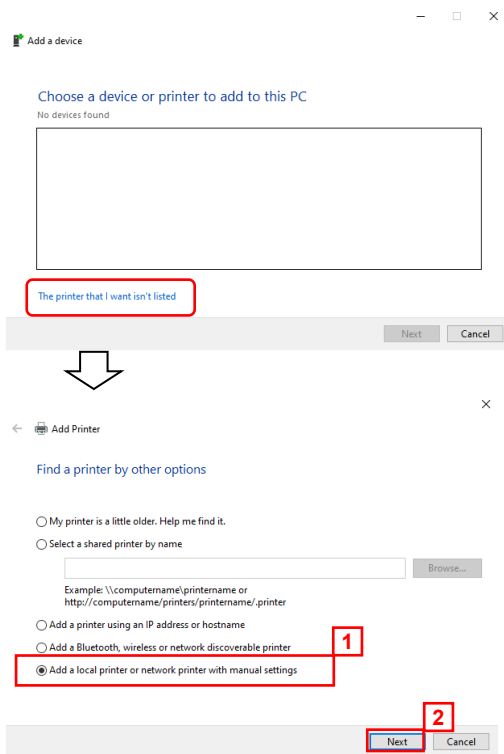 Add a device
Choose a device or printer to add to this PC
No devices found
The printer that I want isn't listed
Next
Cancel
Add Printer
Find a printer by other options
My printer is a little older. Help me find it.
Select a shared printer by name
Browse...
Example: \\computername\printername or
http://computername/printers/printername/.printer
Add a printer using an IP address or hostname
Add a Bluetooth, wireless or network discoverable printer
1
Add a local printer or network printer with manual settings
2
Next
Cancel